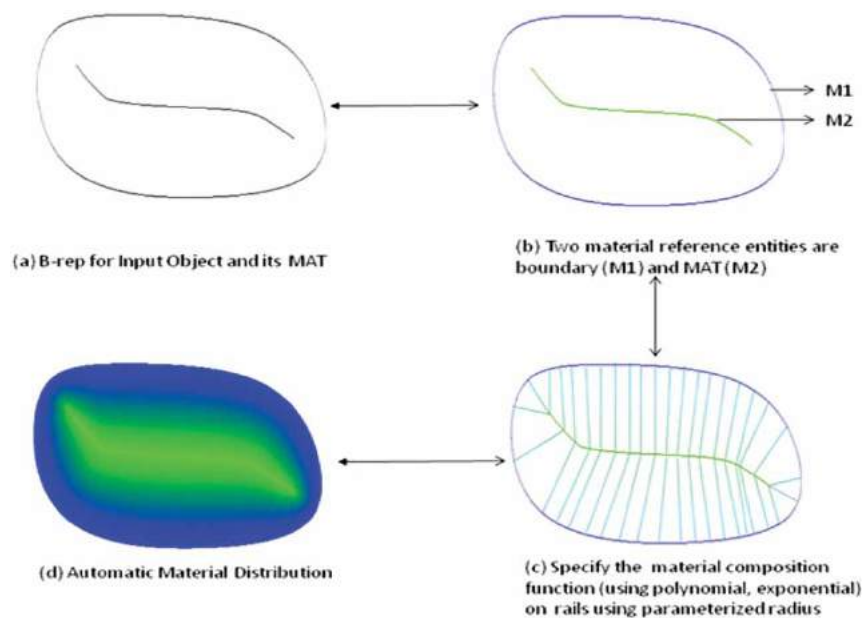 M1
M2
(a) B-rep for Input Object and its MAT
(b) Two material reference entities are
boundary (M1) and MAT (M2)
(d) Automatic Material Distribution
(c) Specify the material composition
function (using polynomial, exponential)
on rails using parameterized radius